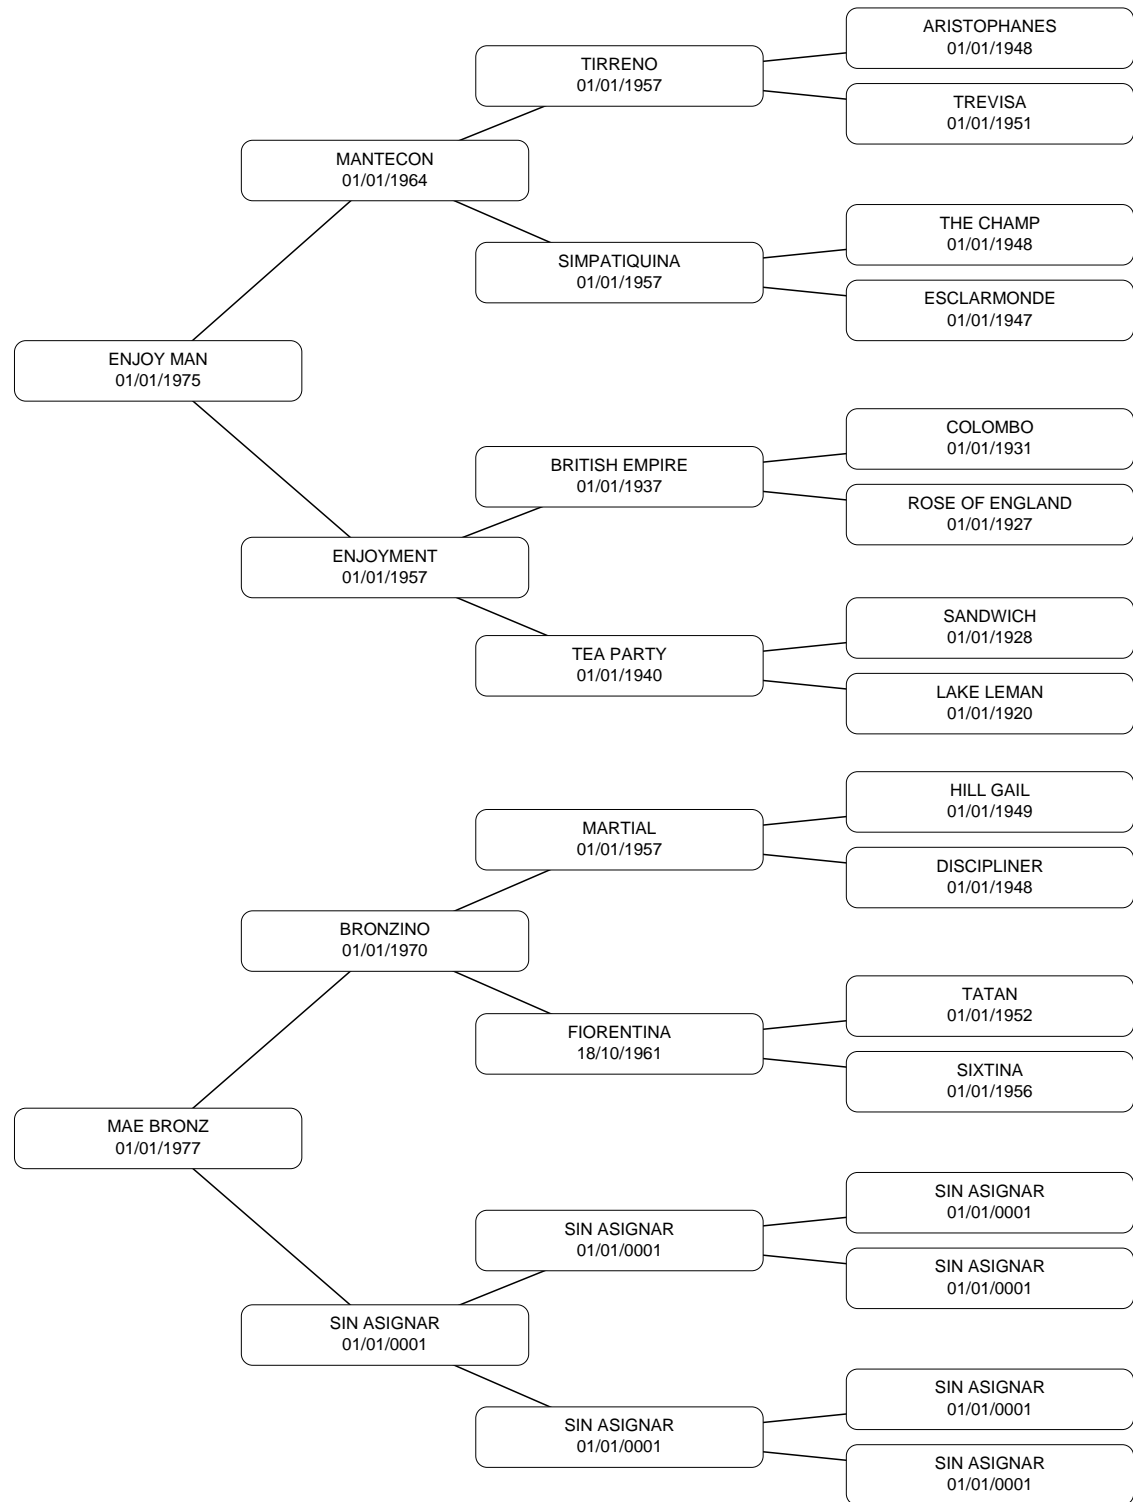 ARISTOPHANES
01/01/1948
TIRRENO
01/01/1957
TREVISA
01/01/1951
MANTECON
01/01/1964
THE CHAMP
01/01/1948
SIMPATIQUINA
01/01/1957
ESCLARMONDE
01/01/1947
ENJOY MAN
01/01/1975
COLOMBO
01/01/1931
BRITISH EMPIRE
01/01/1937
ROSE OF ENGLAND
01/01/1927
ENJOYMENT
01/01/1957
SANDWICH
01/01/1928
TEA PARTY
01/01/1940
LAKE LEMAN
01/01/1920
HILL GAIL
01/01/1949
MARTIAL
01/01/1957
DISCIPLINER
01/01/1948
BRONZINO
01/01/1970
TATAN
01/01/1952
FIORENTINA
18/10/1961
SIXTINA
01/01/1956
MAE BRONZ
01/01/1977
SIN ASIGNAR
01/01/0001
SIN ASIGNAR
01/01/0001
SIN ASIGNAR
01/01/0001
SIN ASIGNAR
01/01/0001
SIN ASIGNAR
01/01/0001
SIN ASIGNAR
01/01/0001
SIN ASIGNAR
01/01/0001